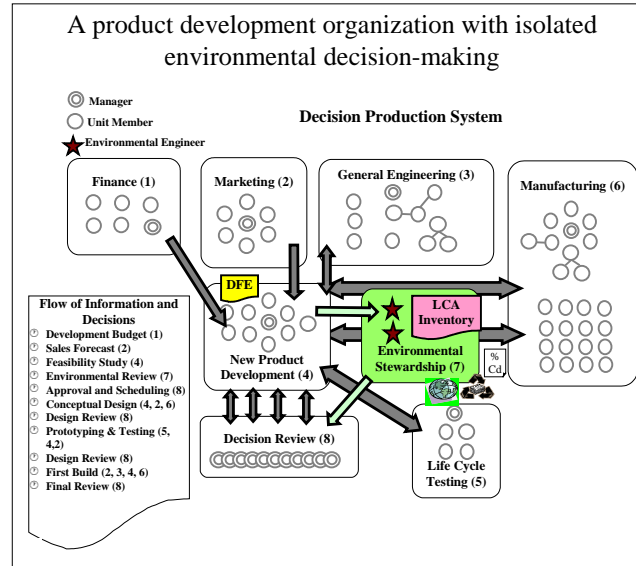 A product development organization with isolated
environmental decision-making
Manager
Unit Member
Environmental Engineer
Decision Production System
Finance (1)
Marketing (2)
General Engineering (3)
Manufacturing (6)
DFE
New Product
Development (4)
LCA
Inventory
Environmental
Stewardship (7)
%
Cd
Flow of Information and
Decisions
Development Budget (1)
Sales Forecast (2)
Feasibility Study (4)
Environmental Review (7)
Approval and Scheduling (8)
Conceptual Design (4, 2, 6)
Design Review (8)
Prototyping & Testing (5,
4,2)
Design Review (8)
First Build (2, 3, 4, 6)
Final Review (8)
Decision Review (8)
Life Cycle
Testing (5)